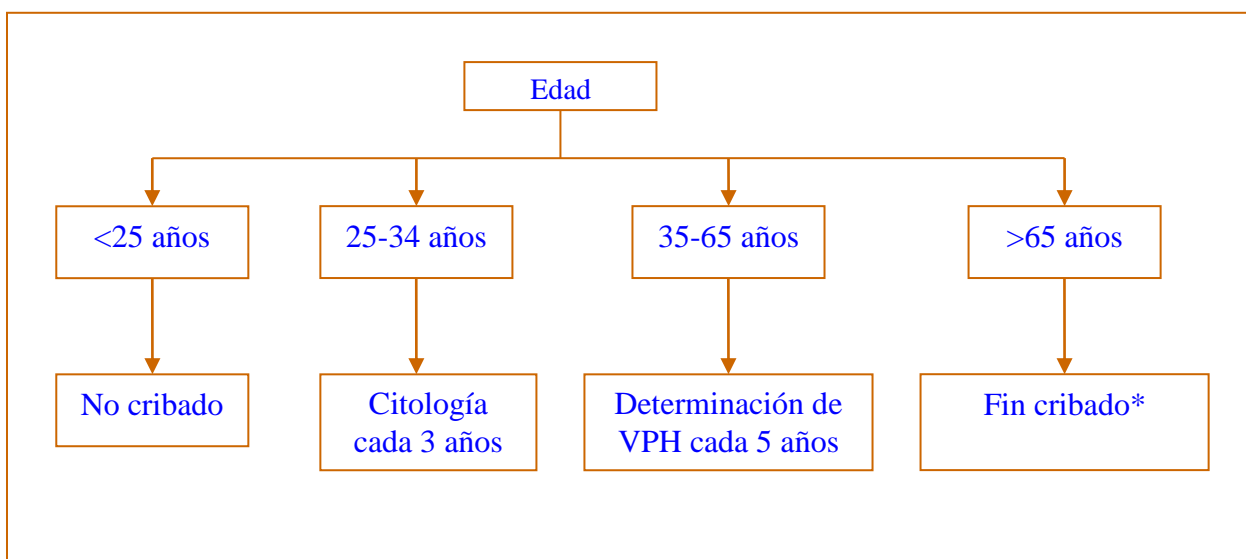 Edad
<25 años
25-34 años
35-65 años
>65 años
No cribado
Citología
cada 3 años
Determinación de
VPH cada 5 años
Fin cribado*